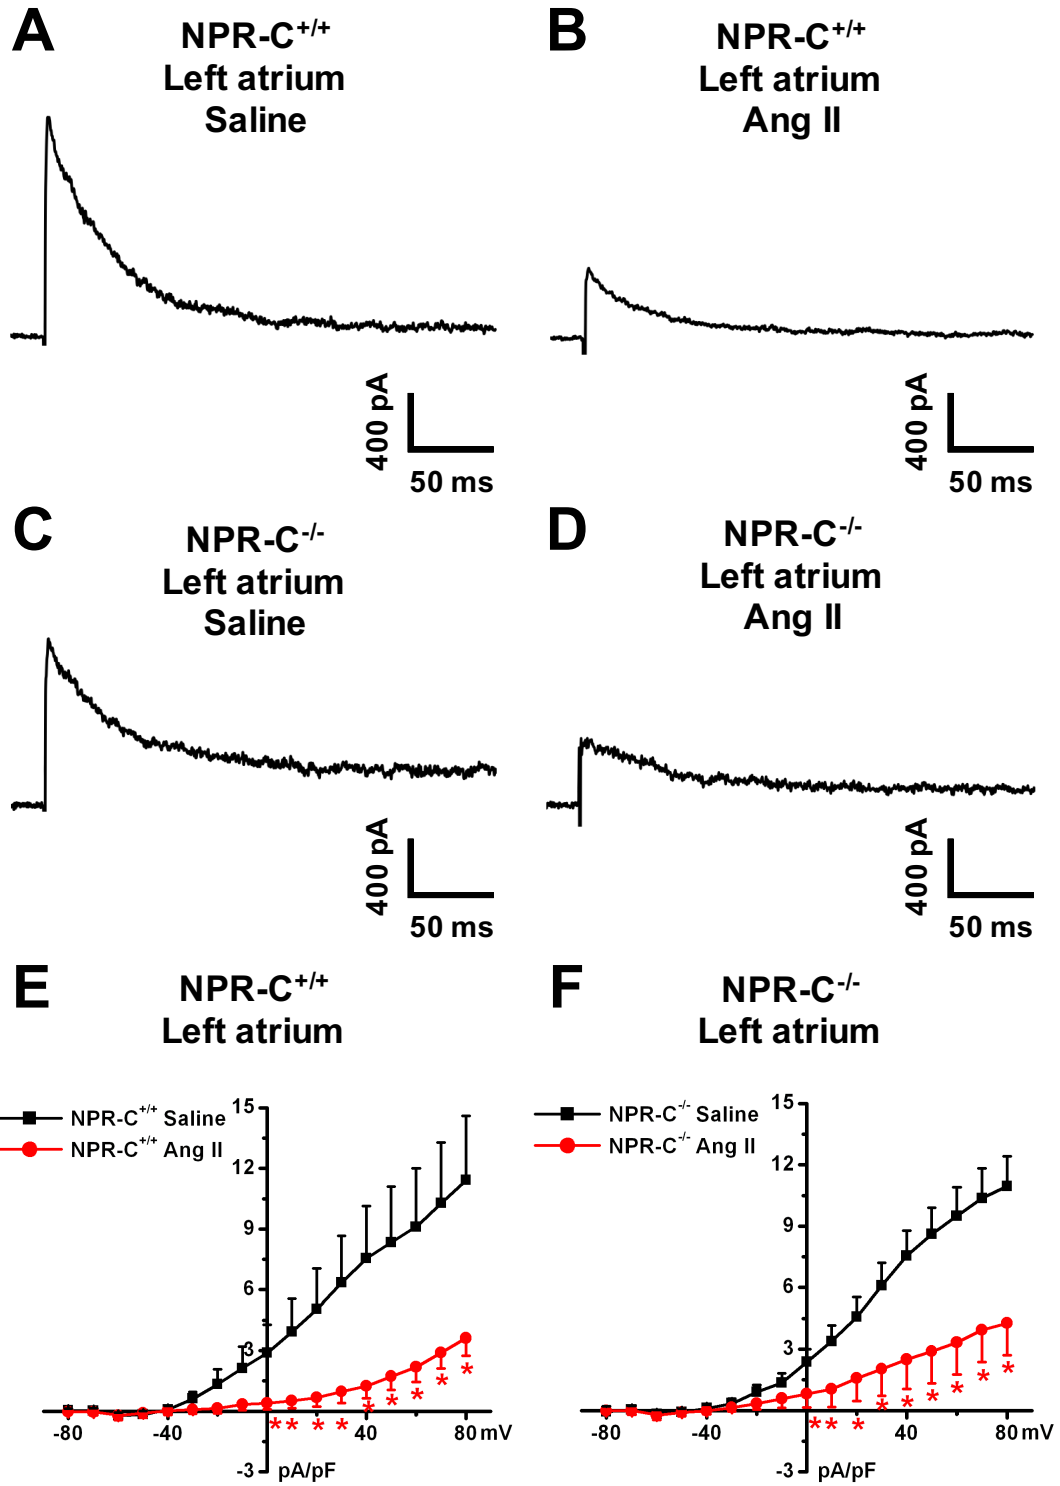 A
NPR-C+/+
Left atrium
Saline
B
NPR-C+/+
Left atrium
Ang II
400 pA
50 ms
400 pA
50 ms
C
NPR-C-/-
Left atrium
Saline
D
NPR-C-/-
Left atrium
Ang II
400 pA
50 ms
400 pA
50 ms
E
NPR-C+/+
Left atrium
NPR-C+/+ Saline
NPR-C+/+ Ang II
15
12
9
6
3
-3
-80
-40
40
80 mV
pA/pF
* * * * * * * * *
F
NPR-C-/-
Left atrium
NPR-C-/- Saline
NPR-C-/- Ang II
15
12
9
6
3
-3
-80
-40
40
80 mV
pA/pF
* * * * * * * * *